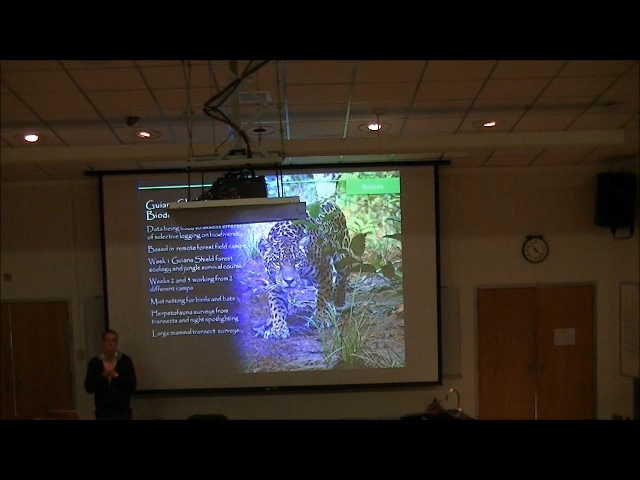 Guiana
Data being used to assess effects
of selective logging on biodiversity
Based in remote forest field camps
Week 1 Guiana Shield forest
ecology and jungle survival course
Weeks 2 and 3 working from 2
different camps
Mist netting for birds and bats
Herpetofauna surveys from
transects and night spotlighting
Large mammal transect surveys